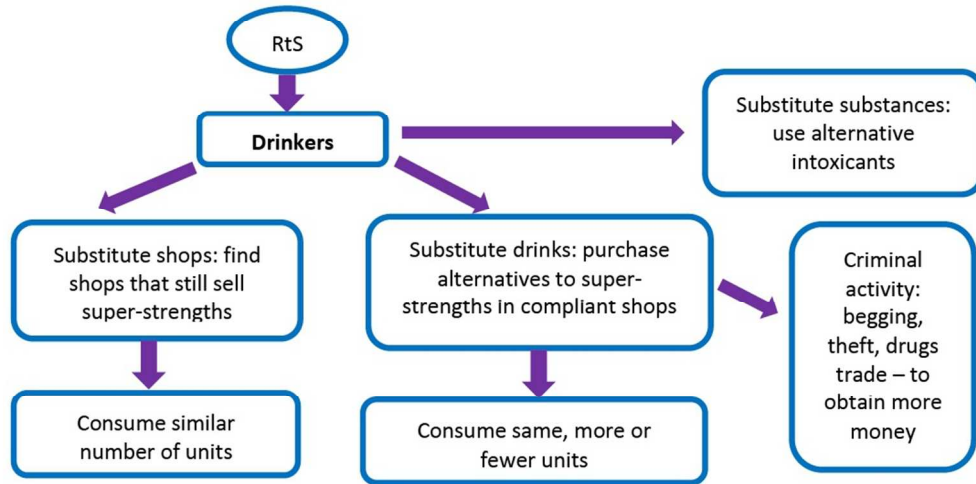 RtS
Drinkers
Substitute substances:
use alternative
intoxicants
Substitute shops: find
shops that still sell
super-strengths
Substitute drinks: purchase
alternatives to super-
strengths in compliant shops
Criminal
activity:
begging,
theft, drugs
trade – to
obtain more
money
Consume similar
number of units
Consume same, more or
fewer units